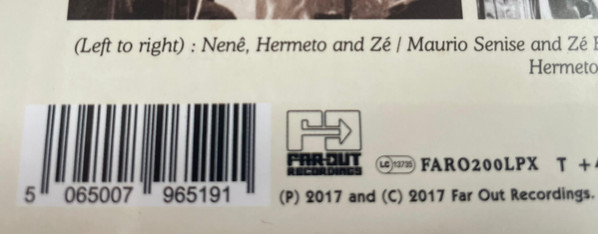 (Left to right) : Nenê, Hermeto and Zé / Maurio Senise and Zé
Hermeto
FAR OUT
RECORDINGS
LC 13735 FARO200LPX T +4
5 065007 965191
(P) 2017 and (C) 2017 Far Out Recordings.